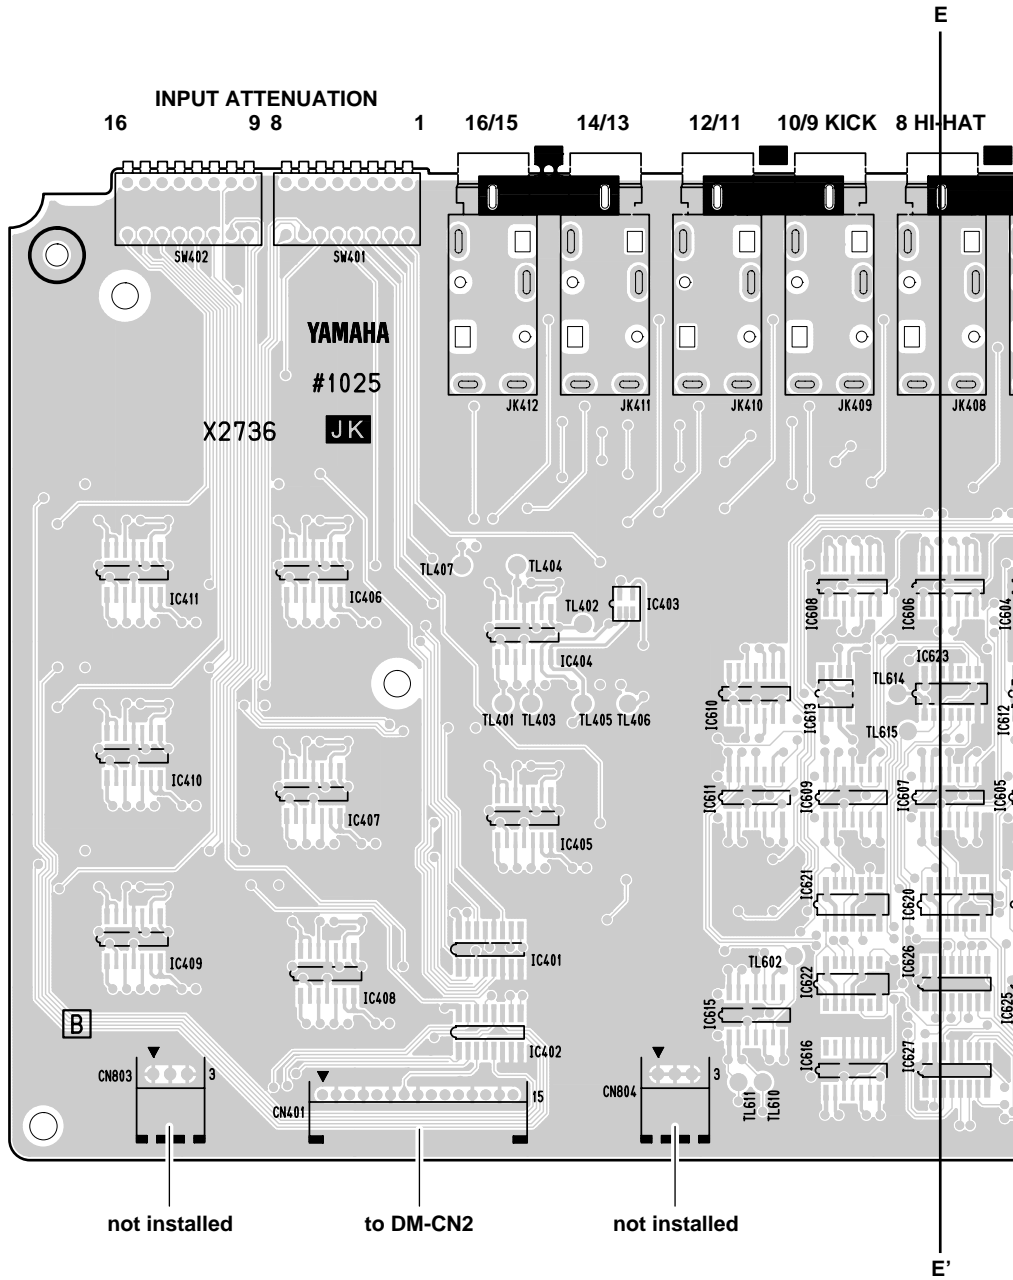 E
INPUT ATTENUATION
16 9 8 1 16/15 14/13 12/11 10/9 KICK 8 HI-HAT
SW402 SW401
YAMAHA
#1025
X2736 JK
JK412 JK411 JK410 JK409 JK408
TL407 TL404
IC411 IC406 TL402 IC403 IC608 IC606 IC604
IC404 IC623
TL614
TL401 TL403 TL405 TL406 IC610 IC613 IC612
TL615
IC410 IC407 IC611 IC609 IC607 IC605
IC405
IC621 IC620
IC409 IC401 TL602 IC622 IC626
IC408 IC615 IC625
B IC402 IC616 IC627
CN803 3 CN401 15 CN804 3 TL611 TL610
not installed to DM-CN2 not installed
E'